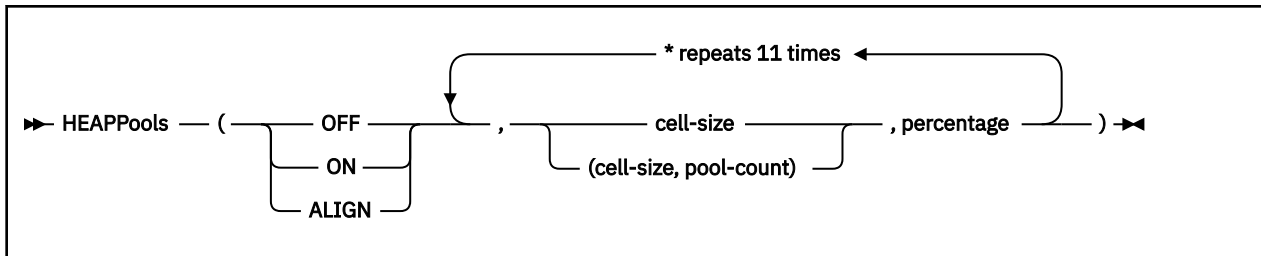 * repeats 11 times
HEAPPools ( OFF , cell-size , percentage )
ON (cell-size, pool-count)
ALIGN